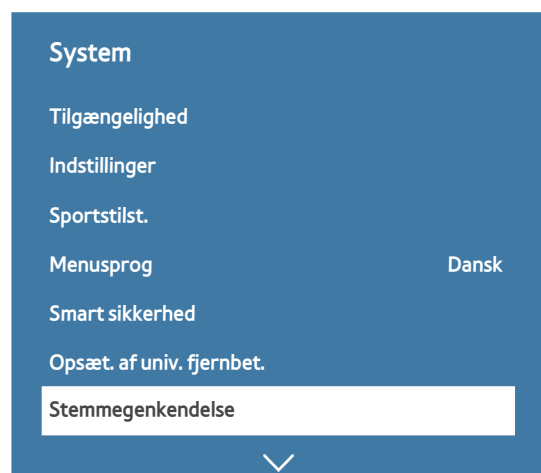 System
Tilgængelighed
Indstillinger
Sportstilst.
Menusprog Dansk
Smart sikkerhed
Opsæt. af univ. fjernbet.
Stemmegenkendelse